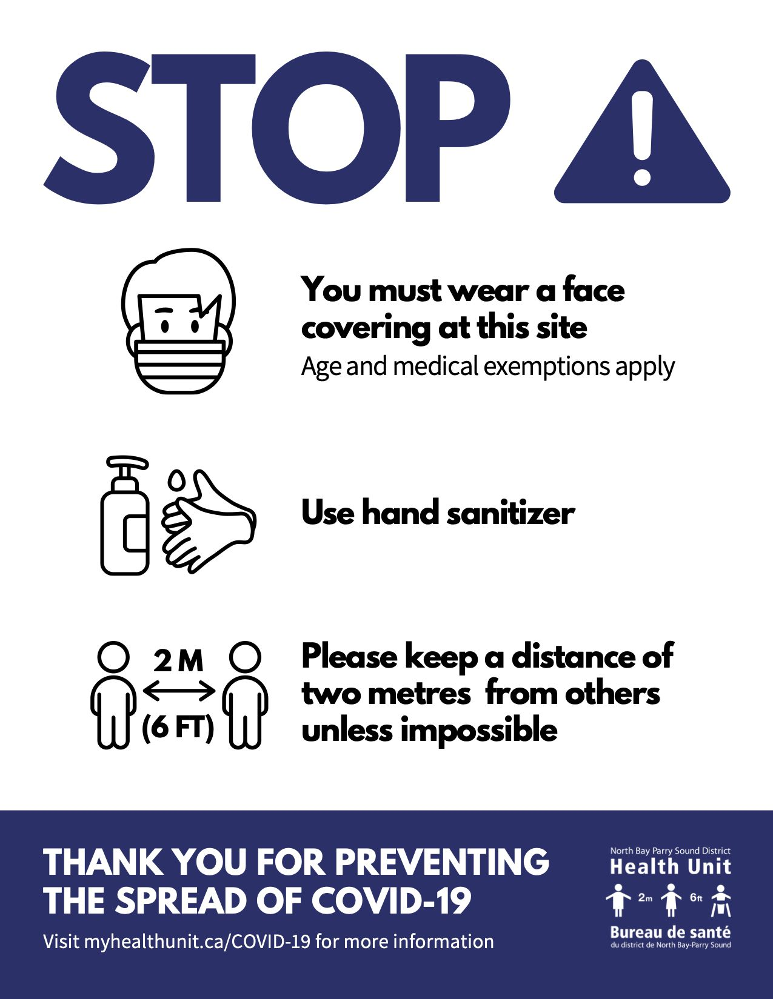 STOP
You must wear a face
covering at this site
Age and medical exemptions apply
Use hand sanitizer
2 M
(6 FT)
Please keep a distance of
two metres from others
unless impossible
THANK YOU FOR PREVENTING
THE SPREAD OF COVID-19
Visit myhealthunit.ca/COVID-19 for more information
North Bay Parry Sound District
Health Unit
2m 6ft
Bureau de santé
du district de North Bay-Parry Sound